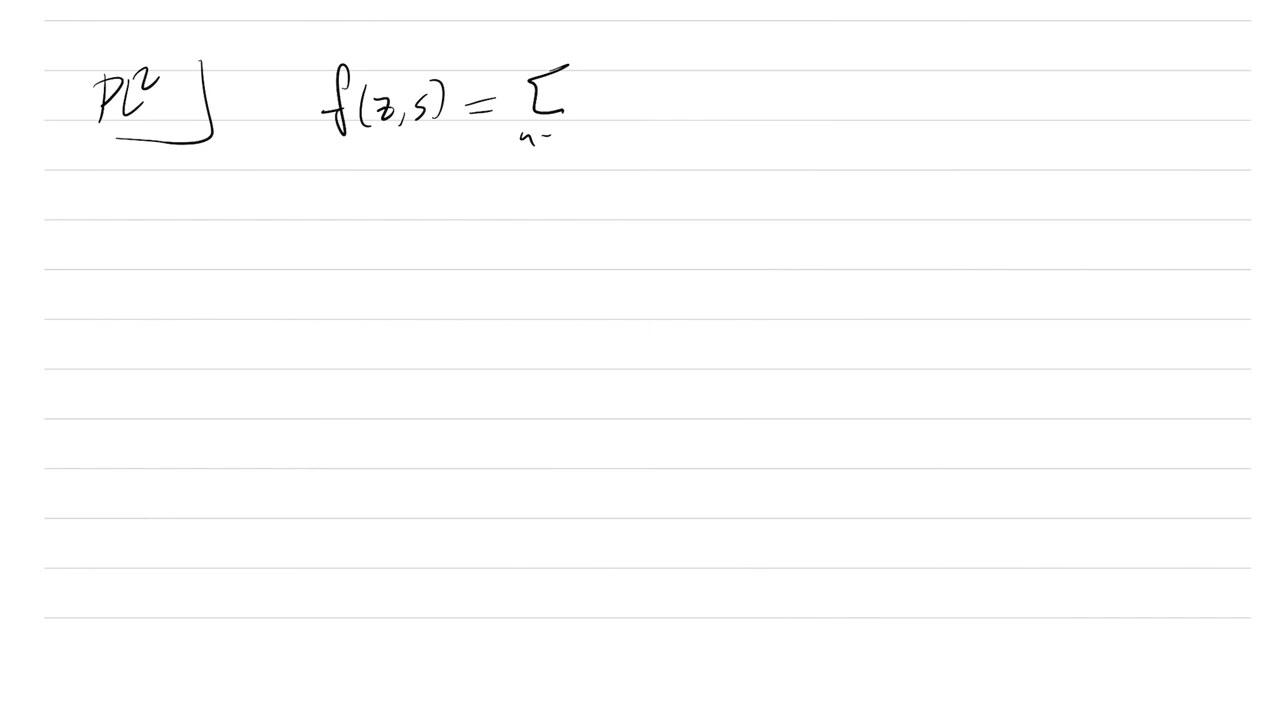 PL²   f(z,s) = Σ
n=